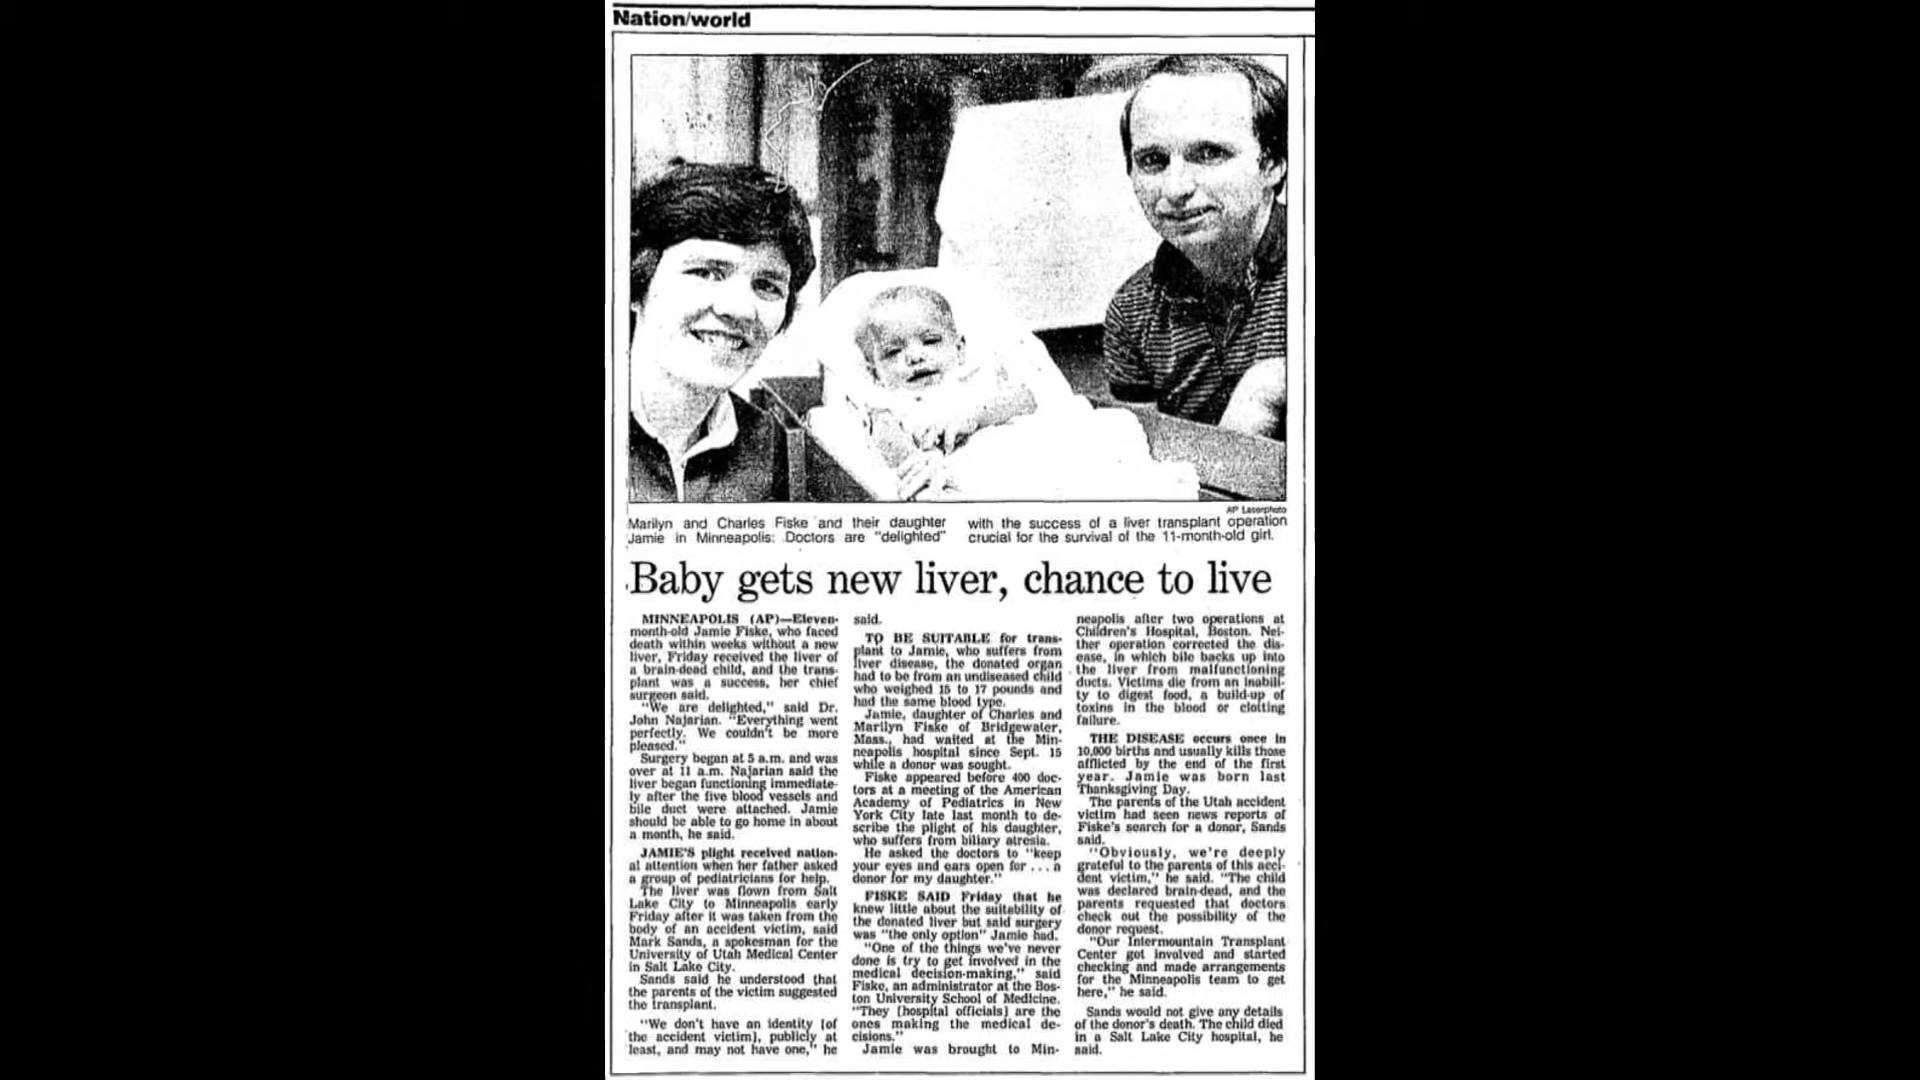 Nation/world
AP Laserphoto
Marilyn and Charles Fiske and their daughter
Jamie in Minneapolis: Doctors are "delighted"
with the success of a liver transplant operation
crucial for the survival of the 11-month-old girl.
Baby gets new liver, chance to live
MINNEAPOLIS (AP)—Eleven-
month-old Jamie Fiske, who faced
death within weeks without a new
liver, Friday received the liver of
a brain-dead child, and the trans-
plant was a success, her chief
surgeon said.
"We are delighted," said Dr.
John Najarian. "Everything went
perfectly. We couldn't be more
pleased."
Surgery began at 5 a.m. and was
over at 11 a.m. Najarian said the
liver began functioning immediate-
ly after the five blood vessels and
bile duct were attached. Jamie
should be able to go home in about
a month, he said.
JAMIE'S plight received nation-
al attention when her father asked
a group of pediatricians for help.
The liver was flown from Salt
Lake City to Minneapolis early
Friday after it was taken from the
body of an accident victim, said
Mark Sands, a spokesman for the
University of Utah Medical Center
in Salt Lake City.
Sands said he understood that
the parents of the victim suggested
the transplant.
"We don't have an identity [of
the accident victim], publicly at
least, and may not have one," he
said.
TO BE SUITABLE for trans-
plant to Jamie, who suffers from
liver disease, the donated organ
had to be from an undiseased child
who weighed 15 to 17 pounds and
had the same blood type.
Jamie, daughter of Charles and
Marilyn Fiske of Bridgewater,
Mass., had waited at the Min-
neapolis hospital since Sept. 15
while a donor was sought.
Fiske appeared before 400 doc-
tors at a meeting of the American
Academy of Pediatrics in New
York City late last month to de-
scribe the plight of his daughter,
who suffers from biliary atresia.
He asked the doctors to "keep
your eyes and ears open for . . . a
donor for my daughter."
FISKE SAID Friday that he
knew little about the suitability of
the donated liver but said surgery
was "the only option" Jamie had.
"One of the things we've never
done is try to get involved in the
medical decision-making," said
Fiske, an administrator at the Bos-
ton University School of Medicine.
"They [hospital officials] are the
ones making the medical de-
cisions."
Jamie was brought to Min-
neapolis after two operations at
Children's Hospital, Boston. Nei-
ther operation corrected the dis-
ease, in which bile backs up into
the liver from malfunctioning
ducts. Victims die from an inabili-
ty to digest food, a build-up of
toxins in the blood or clotting
failure.
THE DISEASE occurs once in
10,000 births and usually kills those
afflicted by the end of the first
year. Jamie was born last
Thanksgiving Day.
The parents of the Utah accident
victim had seen news reports of
Fiske's search for a donor, Sands
said.
"Obviously, we're deeply
grateful to the parents of this acci-
dent victim," he said. "The child
was declared brain-dead, and the
parents requested that doctors
check out the possibility of the
donor request.
"Our Intermountain Transplant
Center got involved and started
checking and made arrangements
for the Minneapolis team to get
here," he said.
Sands would not give any details
of the donor's death. The child died
in a Salt Lake City hospital, he
said.